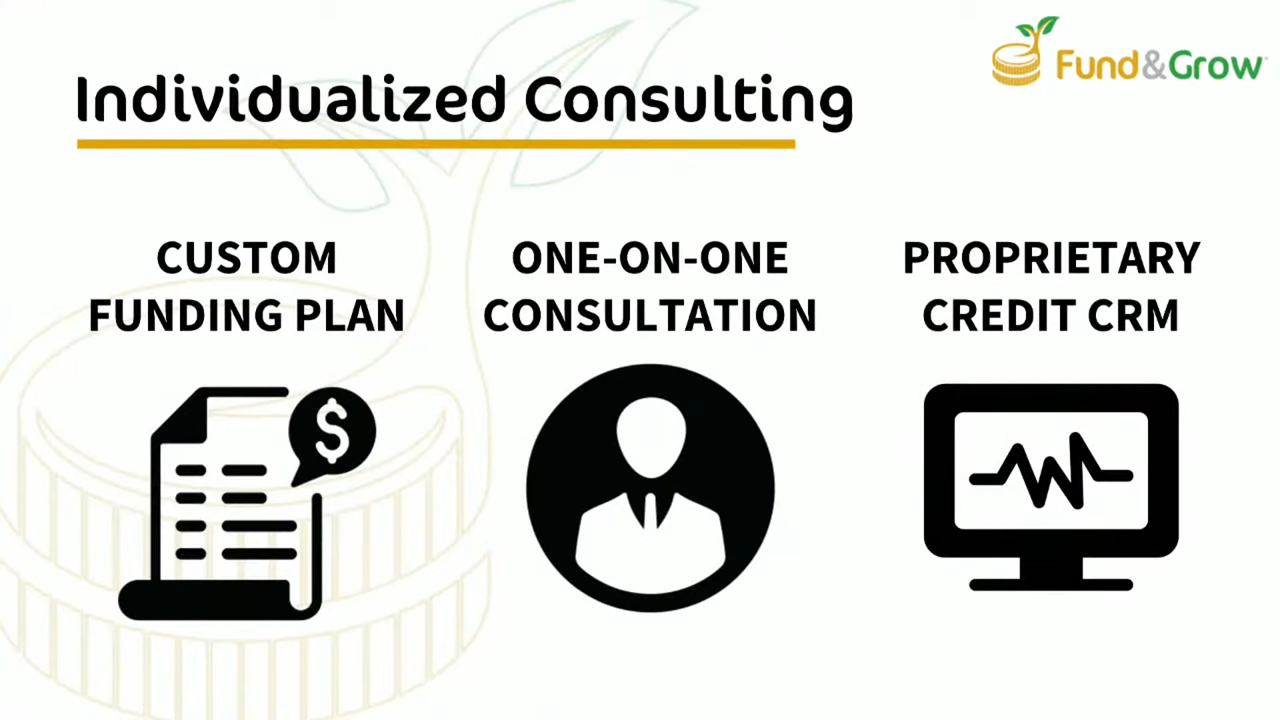 Fund&Grow
Individualized Consulting
CUSTOM
FUNDING PLAN
$
ONE-ON-ONE
CONSULTATION
PROPRIETARY
CREDIT CRM